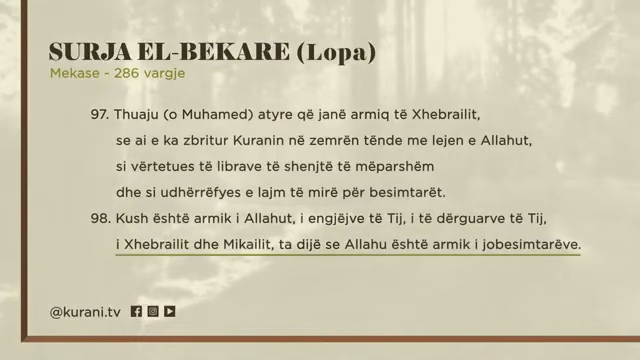 SURJA EL-BEKARE (Lopa)
Mekase - 286 vargje
97. Thuaju (o Muhamed) atyre që janë armiq të Xhebrailit,
se ai e ka zbritur Kuranin në zemrën tënde me lejen e Allahut,
si vërtetues të librave të shenjtë të mëparshëm
dhe si udhërrëfyes e lajm të mirë për besimtarët.
98. Kush është armik i Allahut, i engjëjve të Tij, i të dërguarve të Tij,
i Xhebrailit dhe Mikailit, ta dijë se Allahu është armik i jobesimtarëve.
@kurani.tv